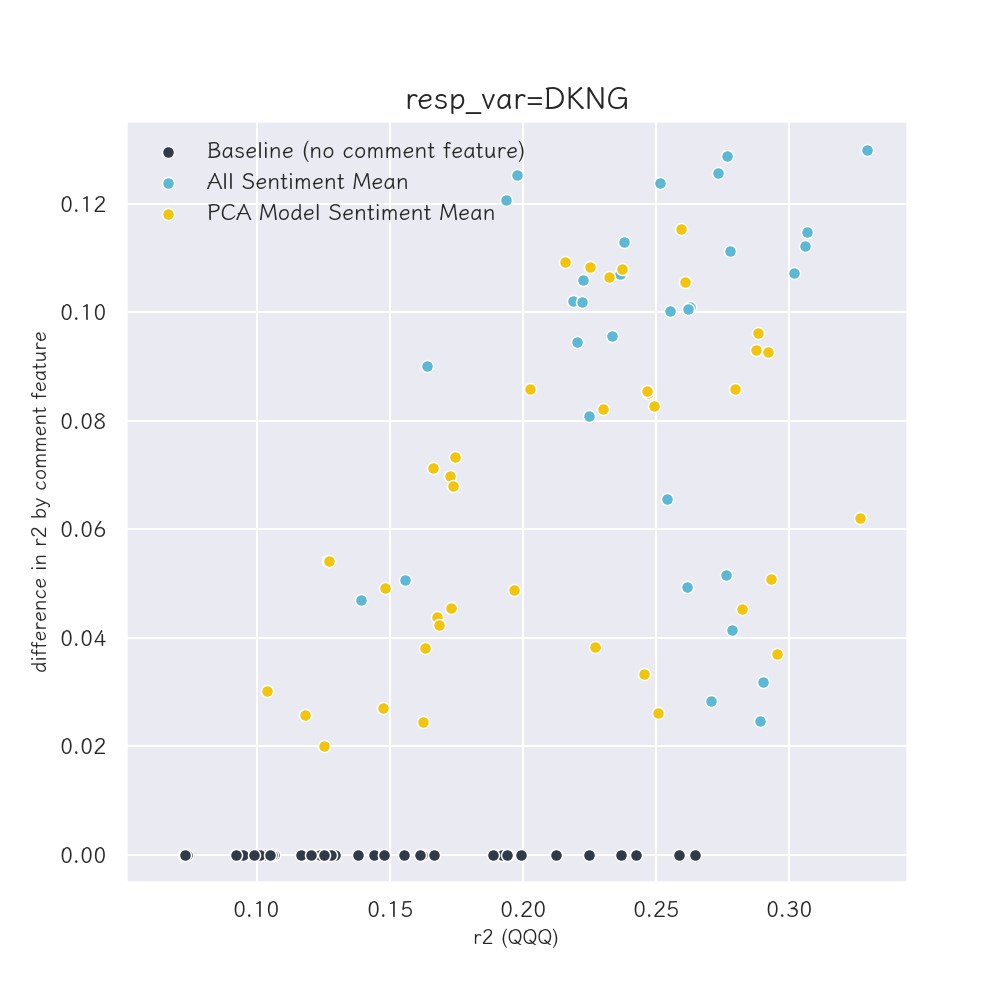 resp_var=DKNG
Baseline (no comment feature)
All Sentiment Mean
PCA Model Sentiment Mean
difference in r2 by comment feature
0.12
0.10
0.08
0.06
0.04
0.02
0.00
0.10 0.15 0.20 0.25 0.30
r2 (QQQ)